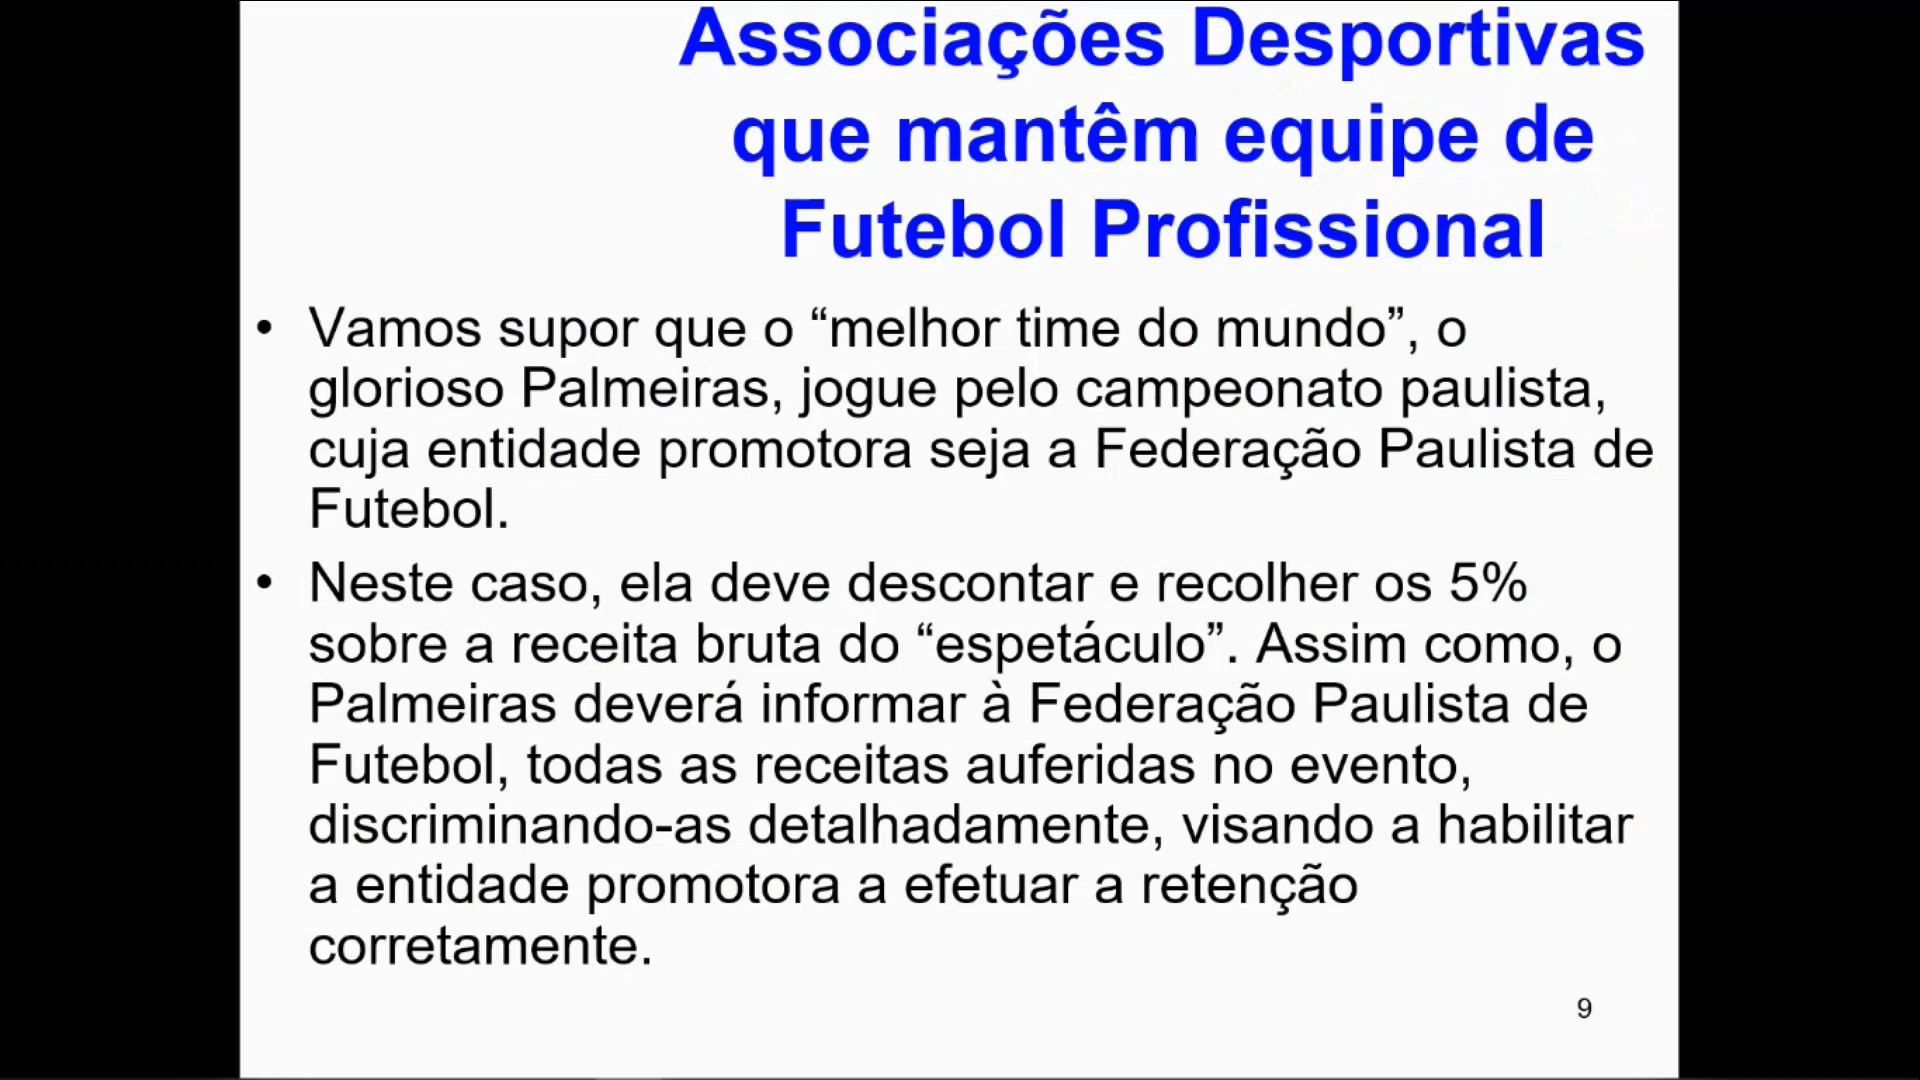 Associações Desportivas
que mantêm equipe de
Futebol Profissional
• Vamos supor que o “melhor time do mundo”, o
glorioso Palmeiras, jogue pelo campeonato paulista,
cuja entidade promotora seja a Federação Paulista de
Futebol.
• Neste caso, ela deve descontar e recolher os 5%
sobre a receita bruta do “espetáculo”. Assim como, o
Palmeiras deverá informar à Federação Paulista de
Futebol, todas as receitas auferidas no evento,
discriminando-as detalhadamente, visando a habilitar
a entidade promotora a efetuar a retenção
corretamente.
9